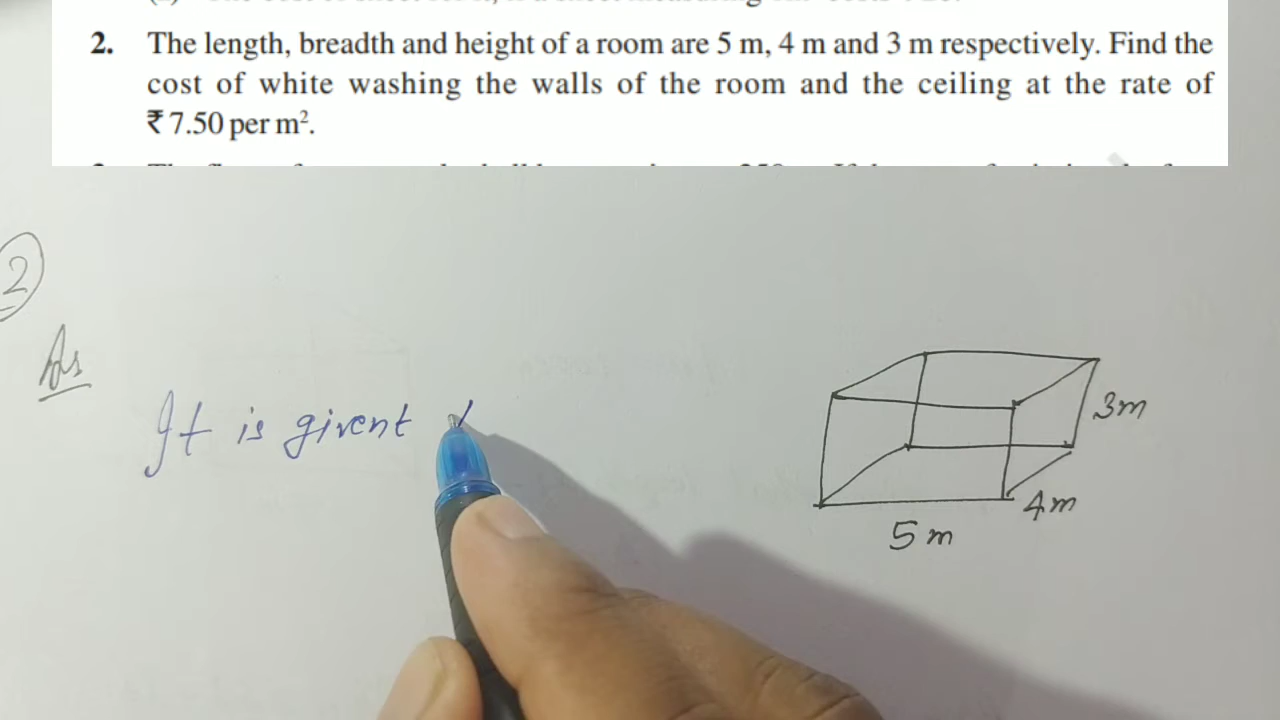 2. The length, breadth and height of a room are 5 m, 4 m and 3 m respectively. Find the
cost of white washing the walls of the room and the ceiling at the rate of
₹ 7.50 per m².
2
As
It is givent
3m
4m
5 m